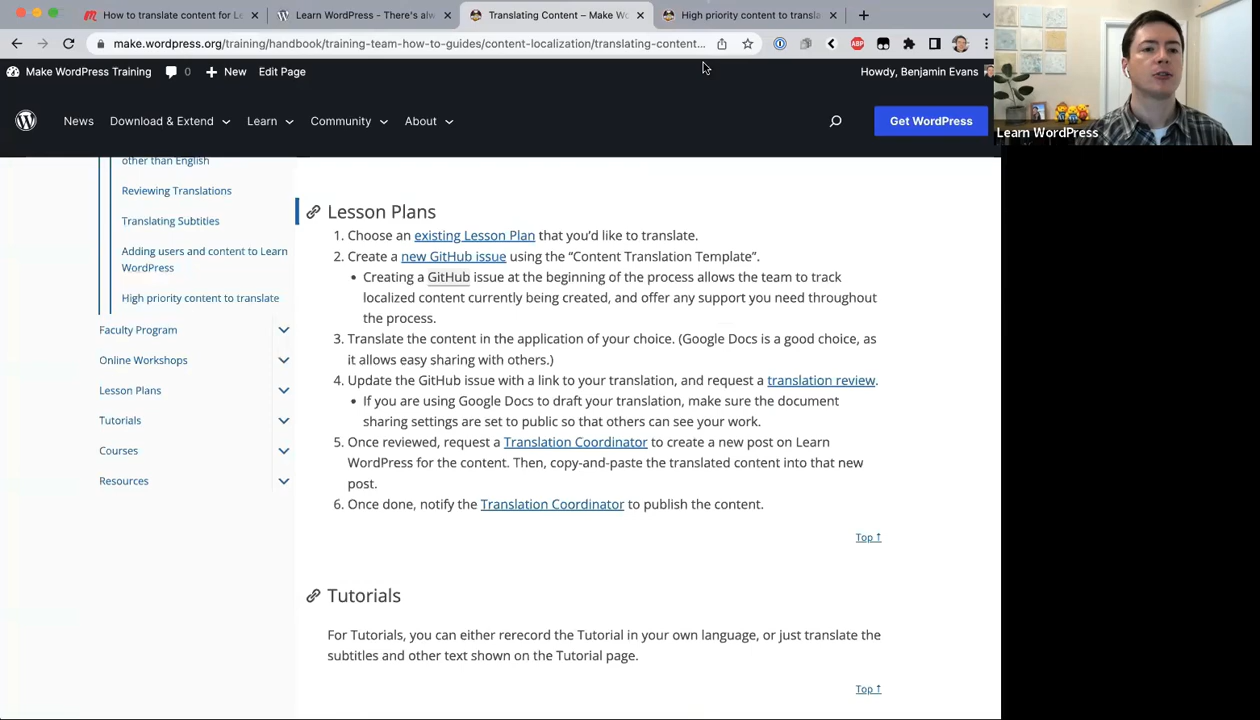 How to translate content for Le
Learn WordPress - There's alw
Translating Content – Make Wo
High priority content to transla
make.wordpress.org/training/handbook/training-team-how-to-guides/content-localization/translating-content...
ABP
Make WordPress Training
0
New
Edit Page
Howdy, Benjamin Evans
News
Download & Extend
Learn
Community
About
Get WordPress
Learn WordPress
other than English
Reviewing Translations
Translating Subtitles
Adding users and content to Learn
WordPress
High priority content to translate
Faculty Program
Online Workshops
Lesson Plans
Tutorials
Courses
Resources
Lesson Plans
1. Choose an existing Lesson Plan that you'd like to translate.
2. Create a new GitHub issue using the “Content Translation Template”.
• Creating a GitHub issue at the beginning of the process allows the team to track
localized content currently being created, and offer any support you need throughout
the process.
3. Translate the content in the application of your choice. (Google Docs is a good choice, as
it allows easy sharing with others.)
4. Update the GitHub issue with a link to your translation, and request a translation review.
• If you are using Google Docs to draft your translation, make sure the document
sharing settings are set to public so that others can see your work.
5. Once reviewed, request a Translation Coordinator to create a new post on Learn
WordPress for the content. Then, copy-and-paste the translated content into that new
post.
6. Once done, notify the Translation Coordinator to publish the content.
Top ↑
Tutorials
For Tutorials, you can either rerecord the Tutorial in your own language, or just translate the
subtitles and other text shown on the Tutorial page.
Top ↑